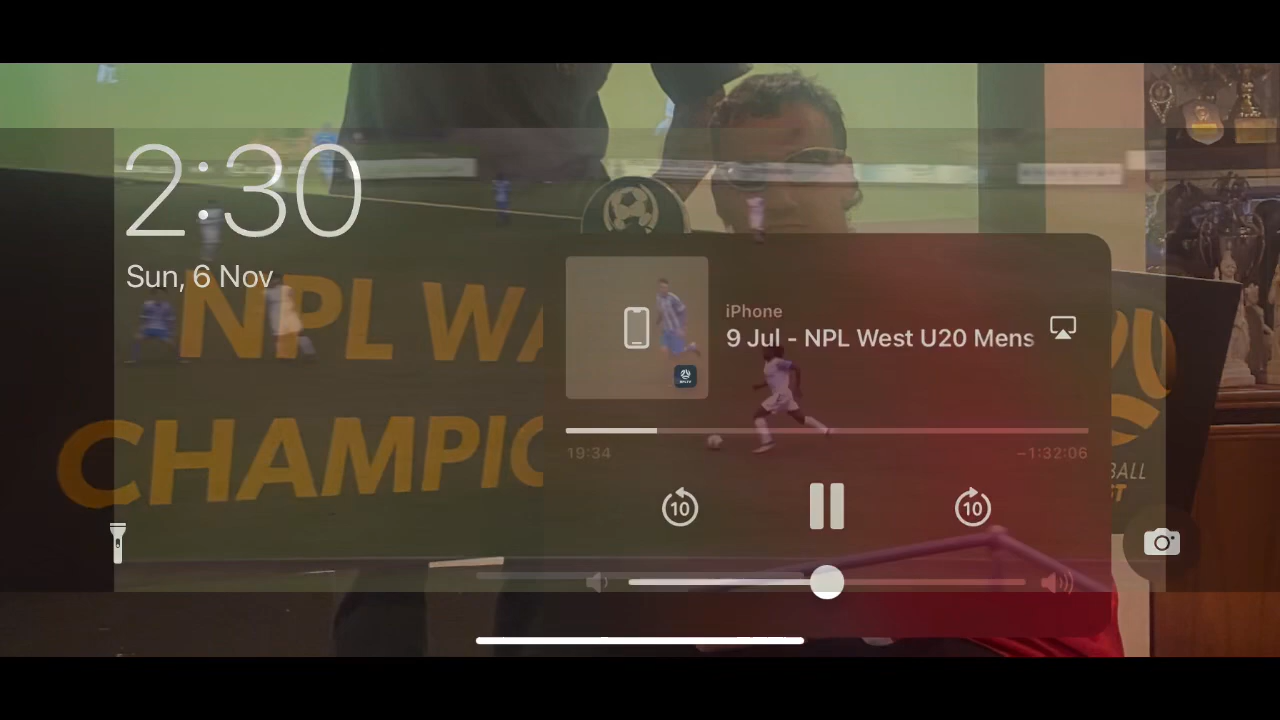 2:30
Sun, 6 Nov
NPL WA
CHAMPIO
iPhone
9 Jul - NPL West U20 Mens
19:34
−1:32:06
10
10